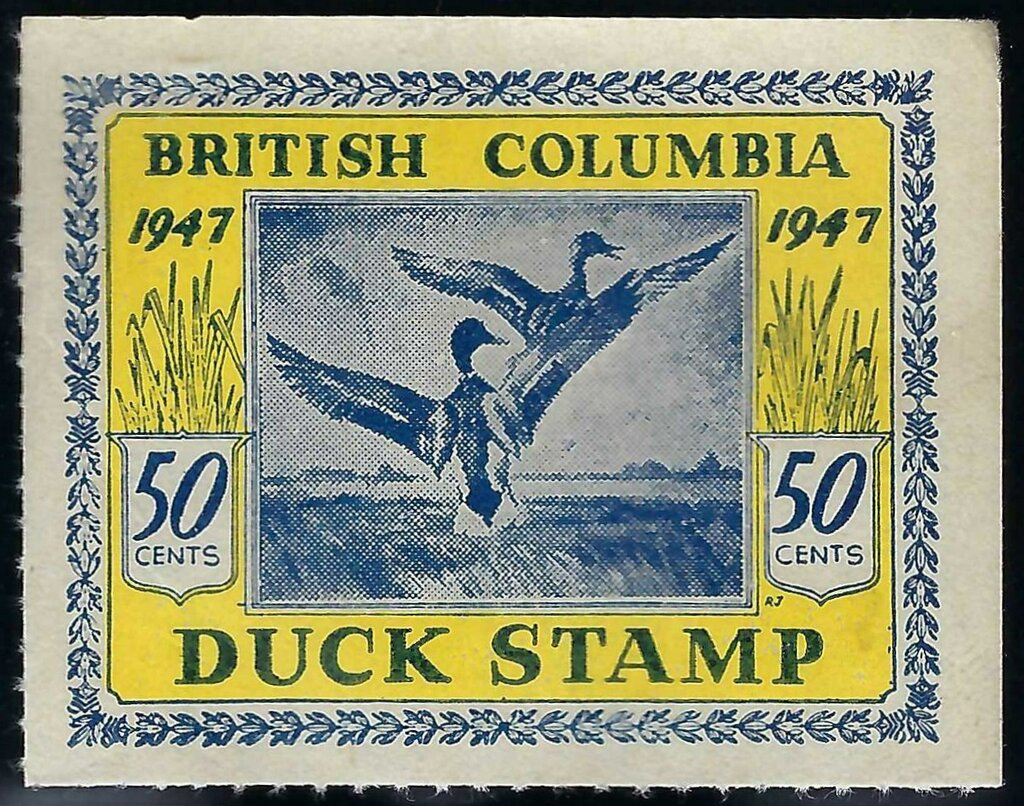 BRITISH COLUMBIA
1947 1947
50 50
CENTS CENTS
RJ
DUCK STAMP